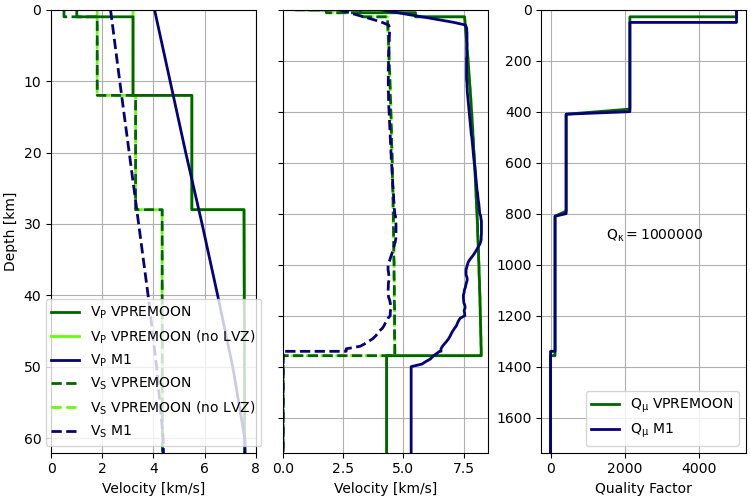 0
10
20
30
40
50
60
Depth [km]
0 2 4 6 8
Velocity [km/s]
V_P VPREMOON
V_P VPREMOON (no LVZ)
V_P M1
V_S VPREMOON
V_S VPREMOON (no LVZ)
V_S M1
0.0 2.5 5.0 7.5
Velocity [km/s]
0
200
400
600
800
1000
1200
1400
1600
Q_κ = 1000000
Q_μ VPREMOON
Q_μ M1
0 2000 4000
Quality Factor